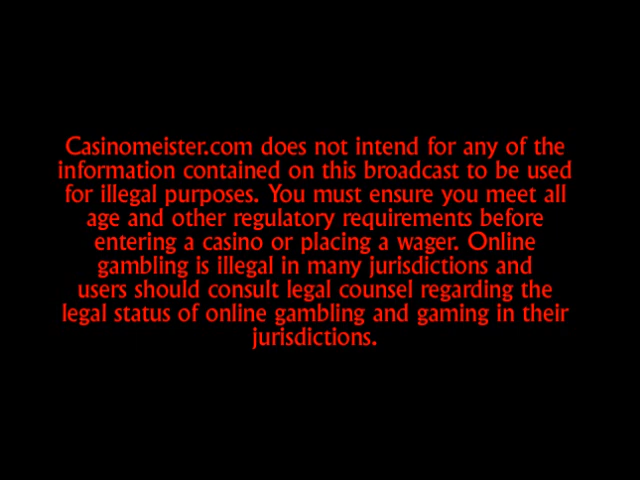 Casinomeister.com does not intend for any of the
information contained on this broadcast to be used
for illegal purposes. You must ensure you meet all
age and other regulatory requirements before
entering a casino or placing a wager. Online
gambling is illegal in many jurisdictions and
users should consult legal counsel regarding the
legal status of online gambling and gaming in their
jurisdictions.